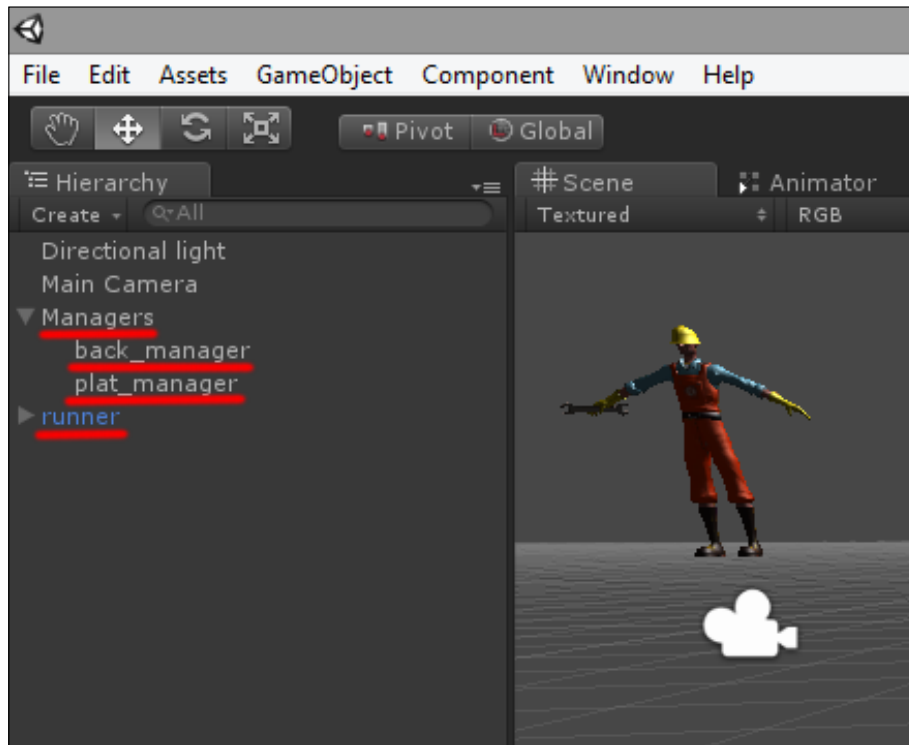 File Edit Assets GameObject Component Window Help
Pivot Global
Hierarchy
Create All
Directional light
Main Camera
Managers
back_manager
plat_manager
runner
Scene Animator
Textured RGB